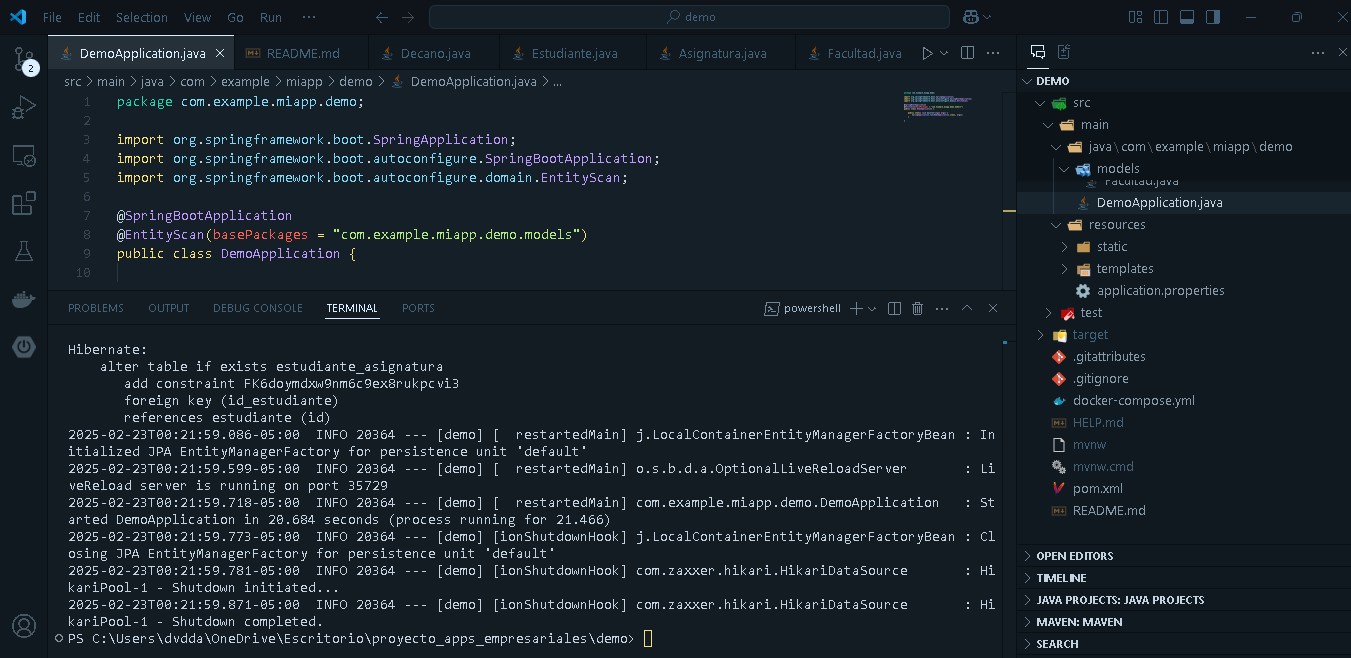 File Edit Selection View Go Run ··· demo
2
DemoApplication.java README.md Decano.java Estudiante.java Asignatura.java Facultad.java
src > main > java > com > example > miapp > demo > DemoApplication.java > ...
1 package com.example.miapp.demo;
2
3 import org.springframework.boot.SpringApplication;
4 import org.springframework.boot.autoconfigure.SpringBootApplication;
5 import org.springframework.boot.autoconfigure.domain.EntityScan;
6
7 @SpringBootApplication
8 @EntityScan(basePackages = "com.example.miapp.demo.models")
9 public class DemoApplication {
10
PROBLEMS OUTPUT DEBUG CONSOLE TERMINAL PORTS powershell
Hibernate:
alter table if exists estudiante_asignatura
add constraint FK6doymdxw9nm6c9ex8rukpcvi3
foreign key (id_estudiante)
references estudiante (id)
2025-02-23T00:21:59.086-05:00  INFO 20364 --- [demo] [  restartedMain] j.LocalContainerEntityManagerFactoryBean : In
itialized JPA EntityManagerFactory for persistence unit 'default'
2025-02-23T00:21:59.599-05:00  INFO 20364 --- [demo] [  restartedMain] o.s.b.d.a.OptionalLiveReloadServer       : Li
veReload server is running on port 35729
2025-02-23T00:21:59.718-05:00  INFO 20364 --- [demo] [  restartedMain] com.example.miapp.demo.DemoApplication   : St
arted DemoApplication in 20.684 seconds (process running for 21.466)
2025-02-23T00:21:59.773-05:00  INFO 20364 --- [demo] [ionShutdownHook] j.LocalContainerEntityManagerFactoryBean : Cl
osing JPA EntityManagerFactory for persistence unit 'default'
2025-02-23T00:21:59.781-05:00  INFO 20364 --- [demo] [ionShutdownHook] com.zaxxer.hikari.HikariDataSource       : Hi
kariPool-1 - Shutdown initiated...
2025-02-23T00:21:59.871-05:00  INFO 20364 --- [demo] [ionShutdownHook] com.zaxxer.hikari.HikariDataSource       : Hi
kariPool-1 - Shutdown completed.
PS C:\Users\dvdda\OneDrive\Escritorio\proyecto_apps_empresariales\demo>
DEMO
src
main
java\com\example\miapp\demo
models
Facultad.java
DemoApplication.java
resources
static
templates
application.properties
test
target
.gitattributes
.gitignore
docker-compose.yml
HELP.md
mvnw
mvnw.cmd
pom.xml
README.md
OPEN EDITORS
TIMELINE
JAVA PROJECTS: JAVA PROJECTS
MAVEN: MAVEN
SEARCH